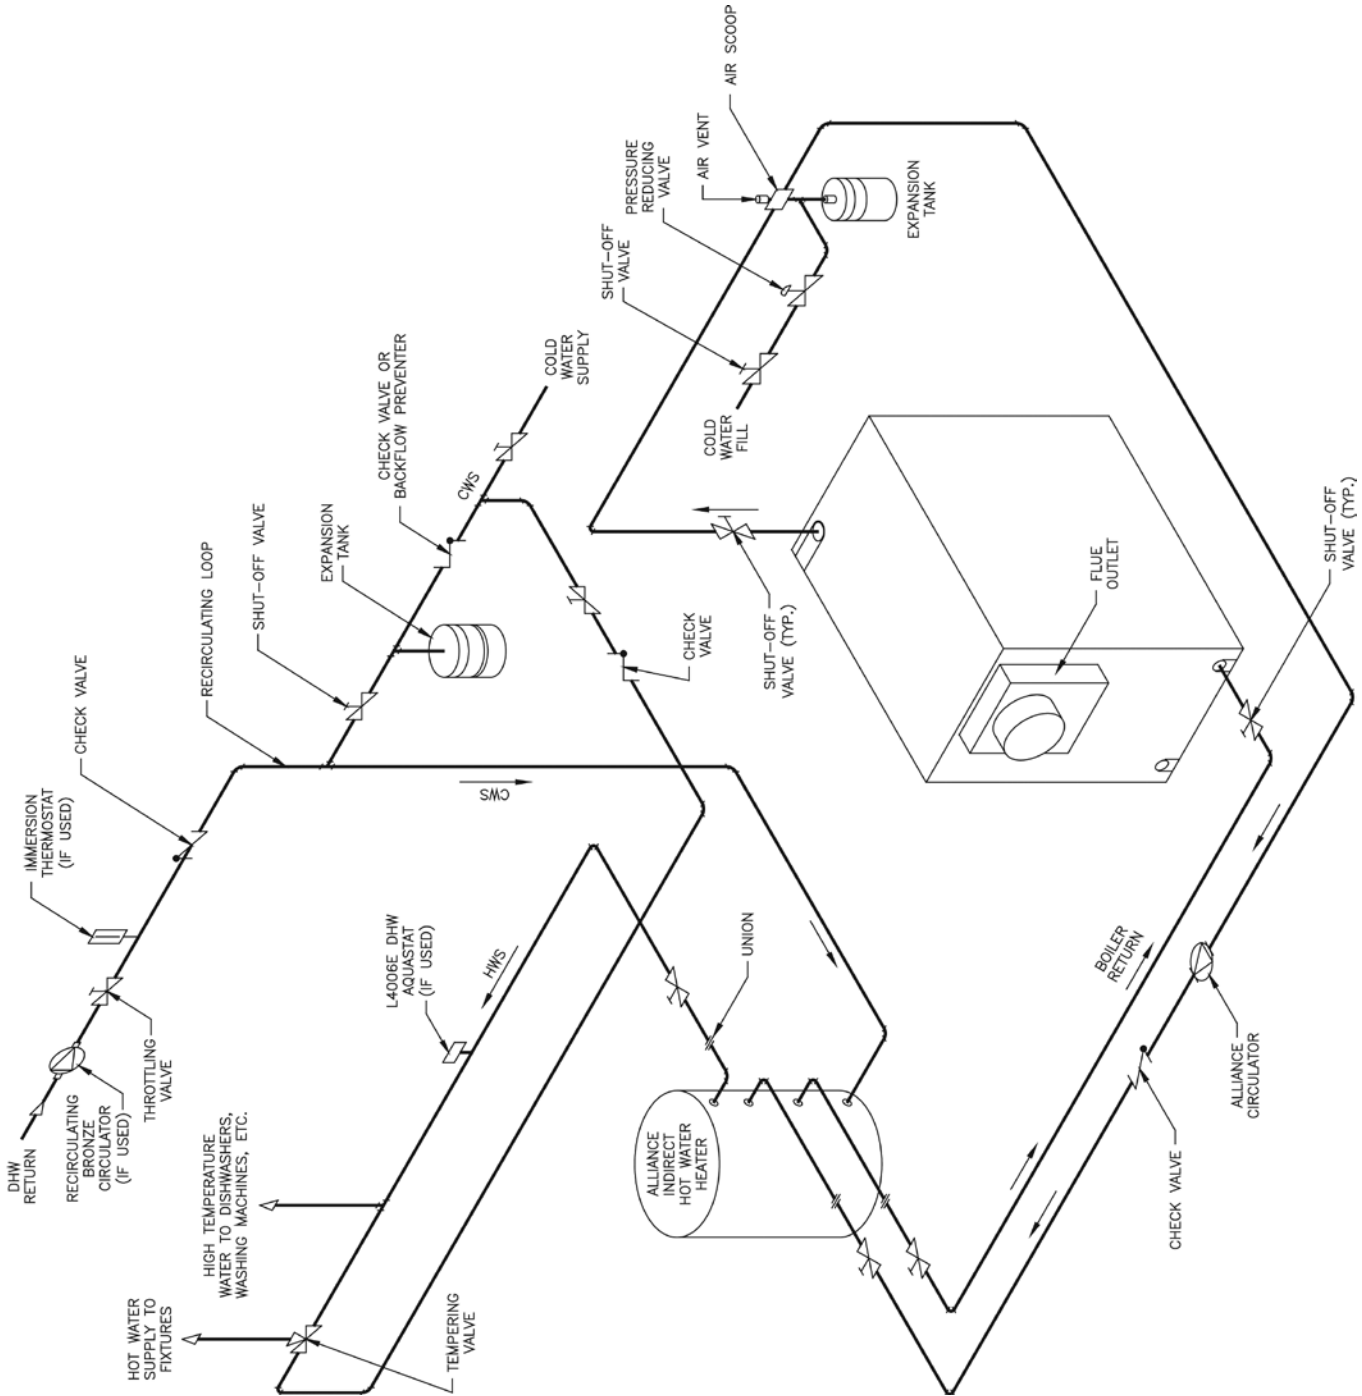 DHW
RETURN
RECIRCULATING
BRONZE
CIRCULATOR
(IF USED)
THROTTLING
VALVE
IMMERSION
THERMOSTAT
(IF USED)
CHECK VALVE
RECIRCULATING LOOP
SHUT-OFF VALVE
EXPANSION
TANK
CHECK VALVE OR
BACKFLOW PREVENTER
CWS
COLD
WATER
SUPPLY
CWS
CHECK
VALVE
HOT WATER
SUPPLY TO
FIXTURES
HIGH TEMPERATURE
WATER TO DISHWASHERS,
WASHING MACHINES, ETC.
TEMPERING
VALVE
L4006E DHW
AQUASTAT
(IF USED)
HWS
UNION
ALLIANCE
INDIRECT
HOT WATER
HEATER
SHUT-OFF
VALVE
PRESSURE
REDUCING
VALVE
AIR VENT
AIR SCOOP
EXPANSION
TANK
COLD
WATER
FILL
SHUT-OFF
VALVE (TYP.)
FLUE
OUTLET
SHUT-OFF
VALVE (TYP.)
BOILER
RETURN
ALLIANCE
CIRCULATOR
CHECK VALVE